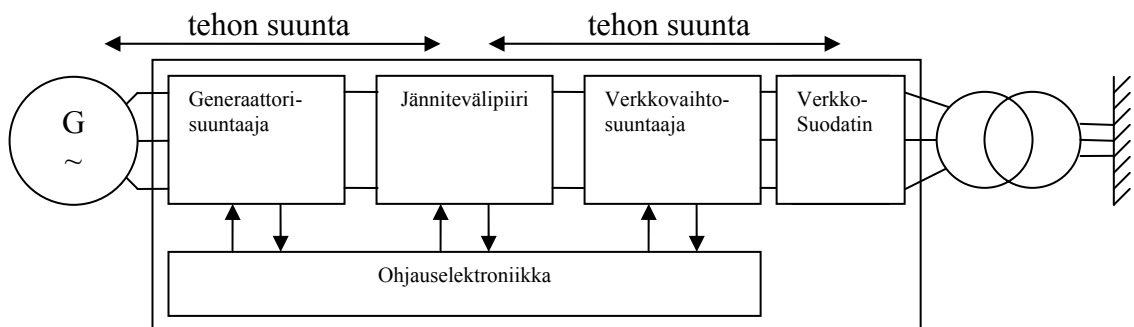 tehon suunta
tehon suunta
G
~
Generaattori-
suuntaaja
Jännitevälipiiri
Verkkovaihto-
suuntaaja
Verkko-
Suodatin
Ohjauselektroniikka